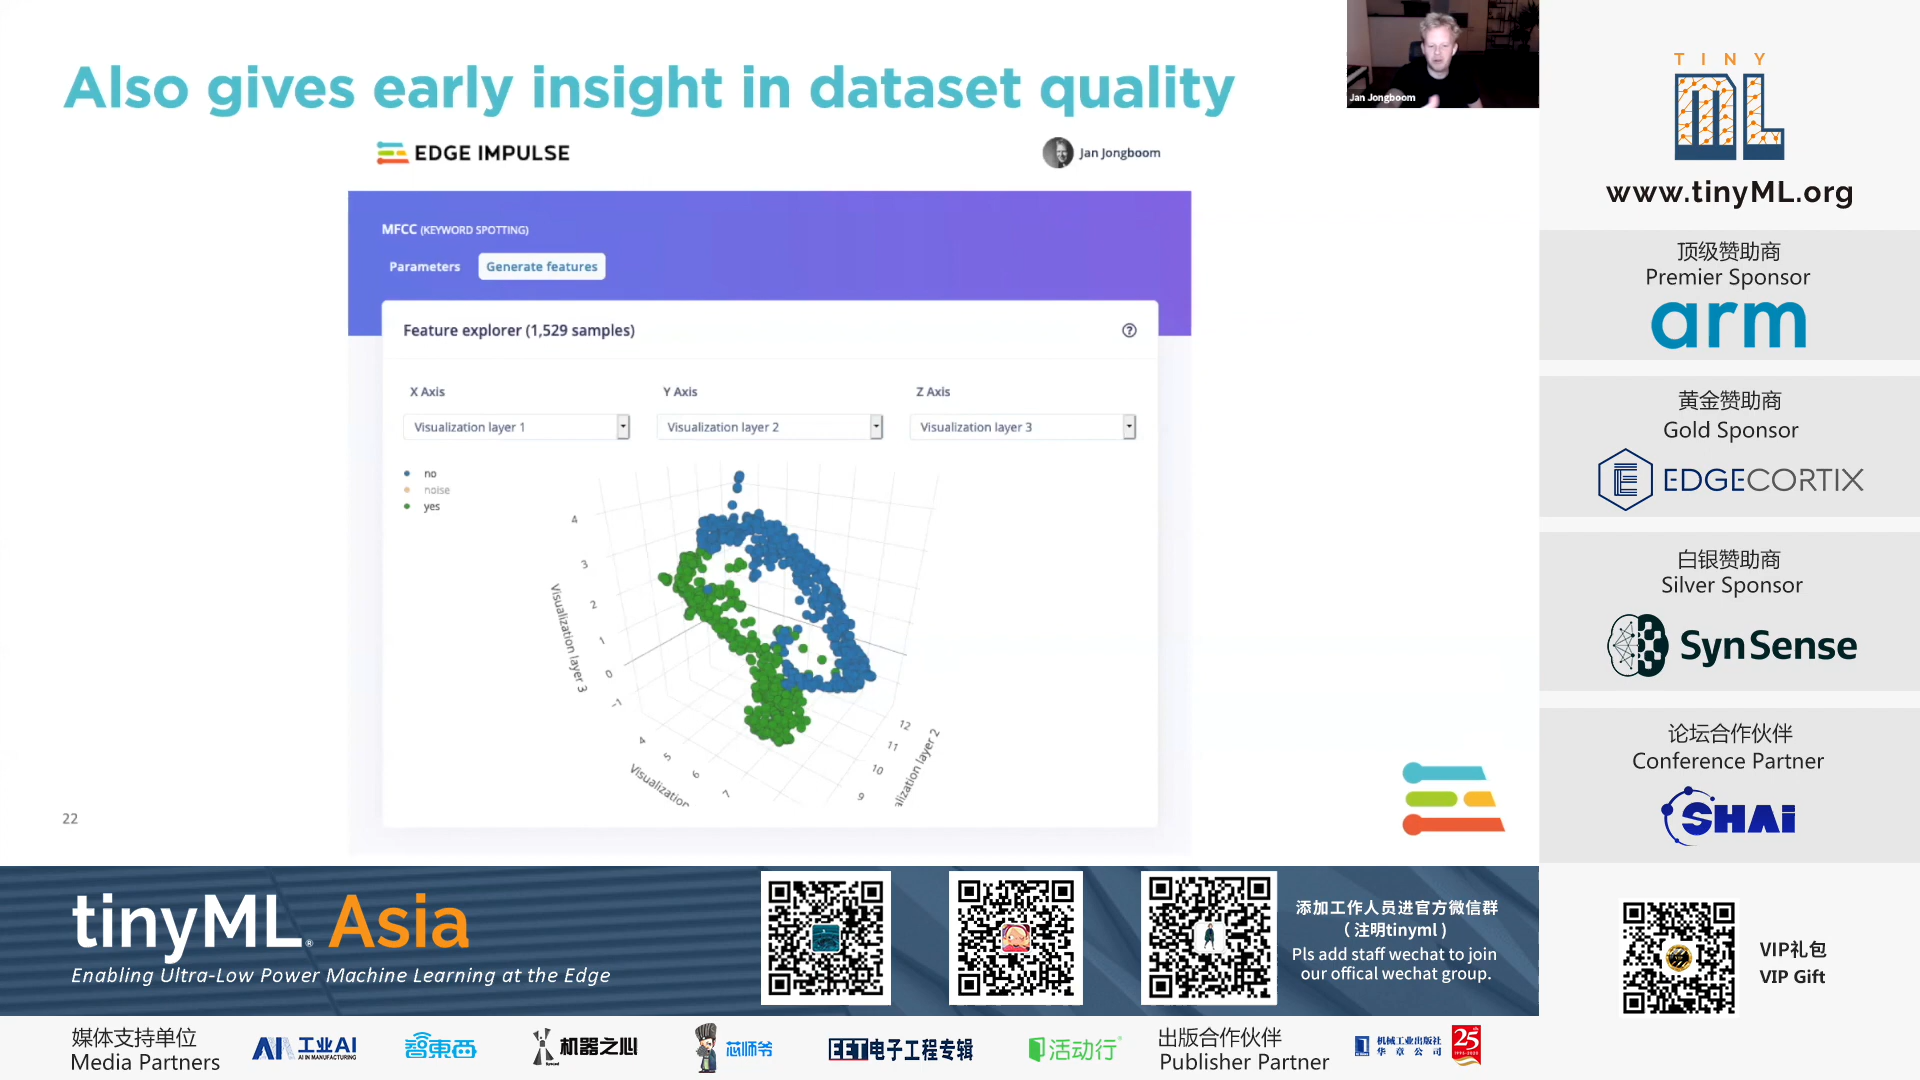 Also gives early insight in dataset quality
Jan Jongboom
EDGE IMPULSE
Jan Jongboom
MFCC (KEYWORD SPOTTING)
Parameters
Generate features
Feature explorer (1,529 samples)
?
X Axis
Y Axis
Z Axis
Visualization layer 1
Visualization layer 2
Visualization layer 3
no
noise
yes
4
3
2
1
0
-1
Visualization layer 3
4
5
6
7
Visualization
12
11
10
9
alization layer 2
22
TINY
ML
www.tinyML.org
顶级赞助商
Premier Sponsor
arm
黄金赞助商
Gold Sponsor
EDGECORTIX
白银赞助商
Silver Sponsor
SynSense
论坛合作伙伴
Conference Partner
SHAi
tinyML® Asia
Enabling Ultra-Low Power Machine Learning at the Edge
添加工作人员进官方微信群
（注明tinyml）
Pls add staff wechat to join
our offical wechat group.
VIP礼包
VIP Gift
媒体支持单位
Media Partners
AI 工业AI
AI IN MANUFACTURING
智東西
机器之心
Synced
芯师爷
EET电子工程专辑
活动行
出版合作伙伴
Publisher Partner
机械工业出版社
华章公司
25
1995-2020